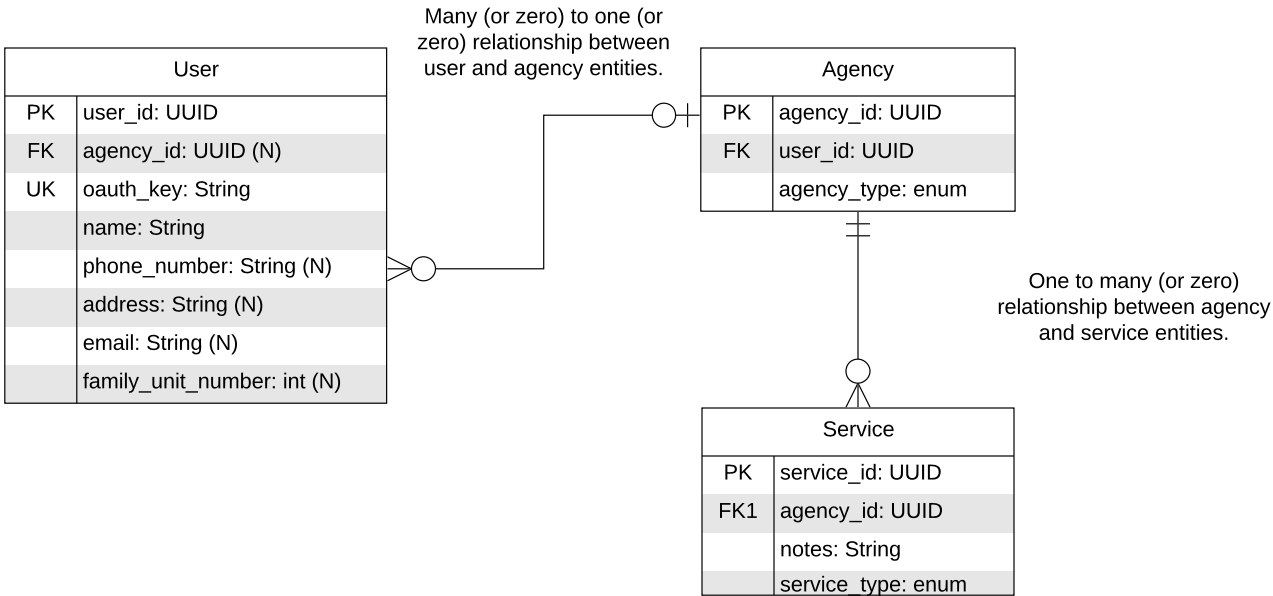 Many (or zero) to one (or
zero) relationship between
user and agency entities.
User
PK user_id: UUID
FK agency_id: UUID (N)
UK oauth_key: String
name: String
phone_number: String (N)
address: String (N)
email: String (N)
family_unit_number: int (N)
Agency
PK agency_id: UUID
FK user_id: UUID
agency_type: enum
One to many (or zero)
relationship between agency
and service entities.
Service
PK service_id: UUID
FK1 agency_id: UUID
notes: String
service_type: enum